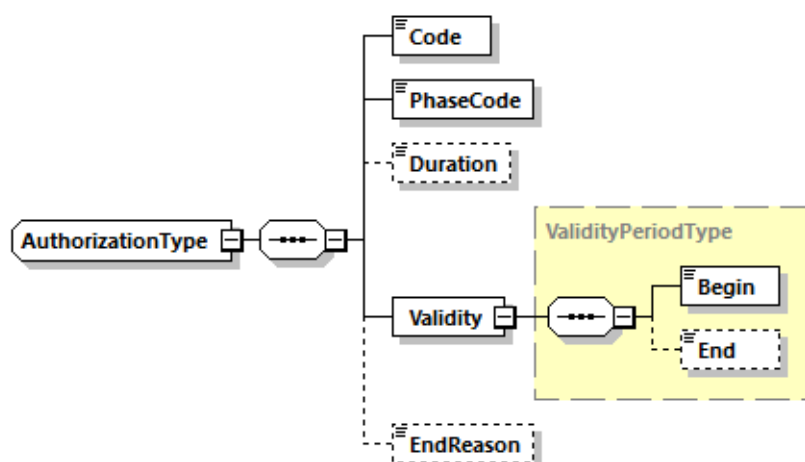 Code
PhaseCode
Duration
AuthorizationType
ValidityPeriodType
Validity
Begin
End
EndReason